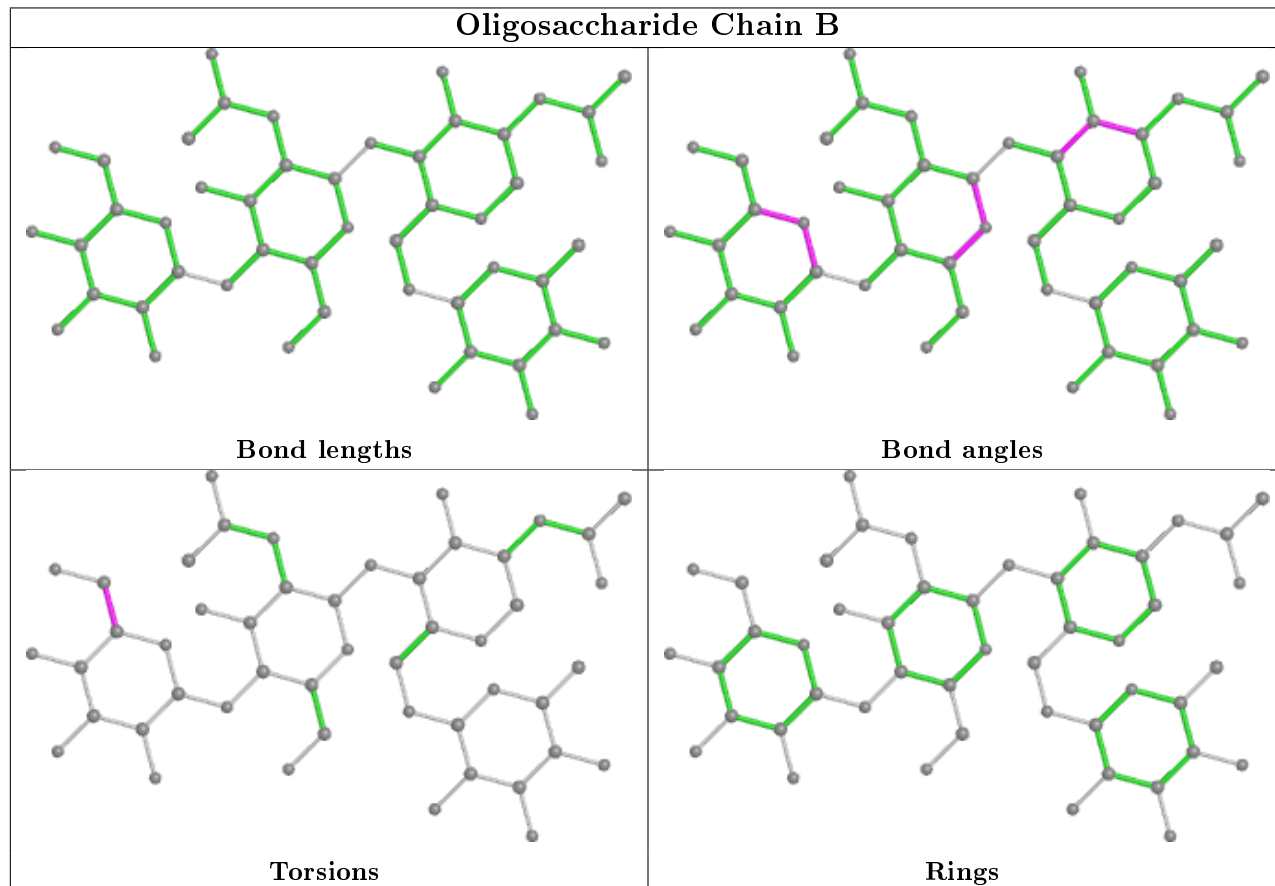 Oligosaccharide Chain B
Bond lengths
Bond angles
Torsions
Rings